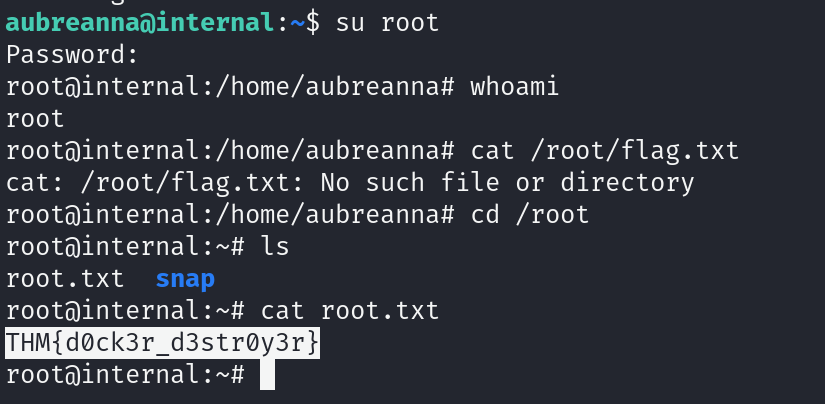 aubreanna@internal:~$ su root
Password:
root@internal:/home/aubreanna# whoami
root
root@internal:/home/aubreanna# cat /root/flag.txt
cat: /root/flag.txt: No such file or directory
root@internal:/home/aubreanna# cd /root
root@internal:~# ls
root.txt  snap
root@internal:~# cat root.txt
THM{d0ck3r_d3str0y3r}
root@internal:~#